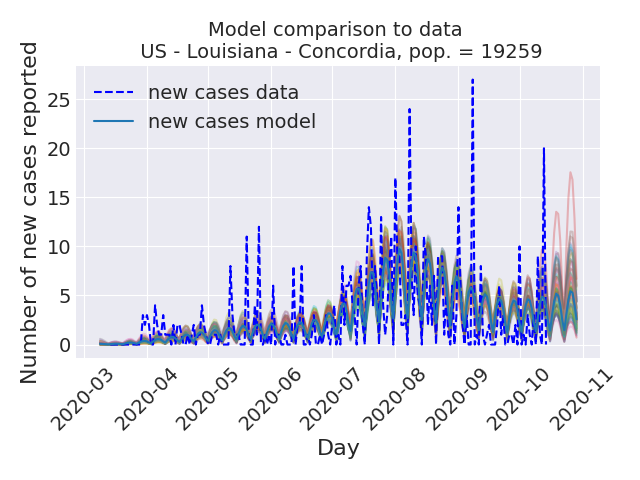 Model comparison to data
US - Louisiana - Concordia, pop. = 19259
Number of new cases reported
new cases data
new cases model
25
20
15
10
5
0
2020-03
2020-04
2020-05
2020-06
2020-07
2020-08
2020-09
2020-10
2020-11
Day